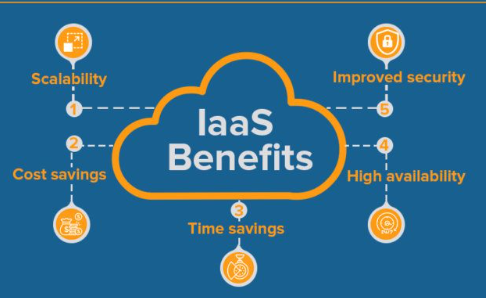 IaaS
Benefits
1
Scalability
2
Cost savings
3
Time savings
4
High availability
5
Improved security